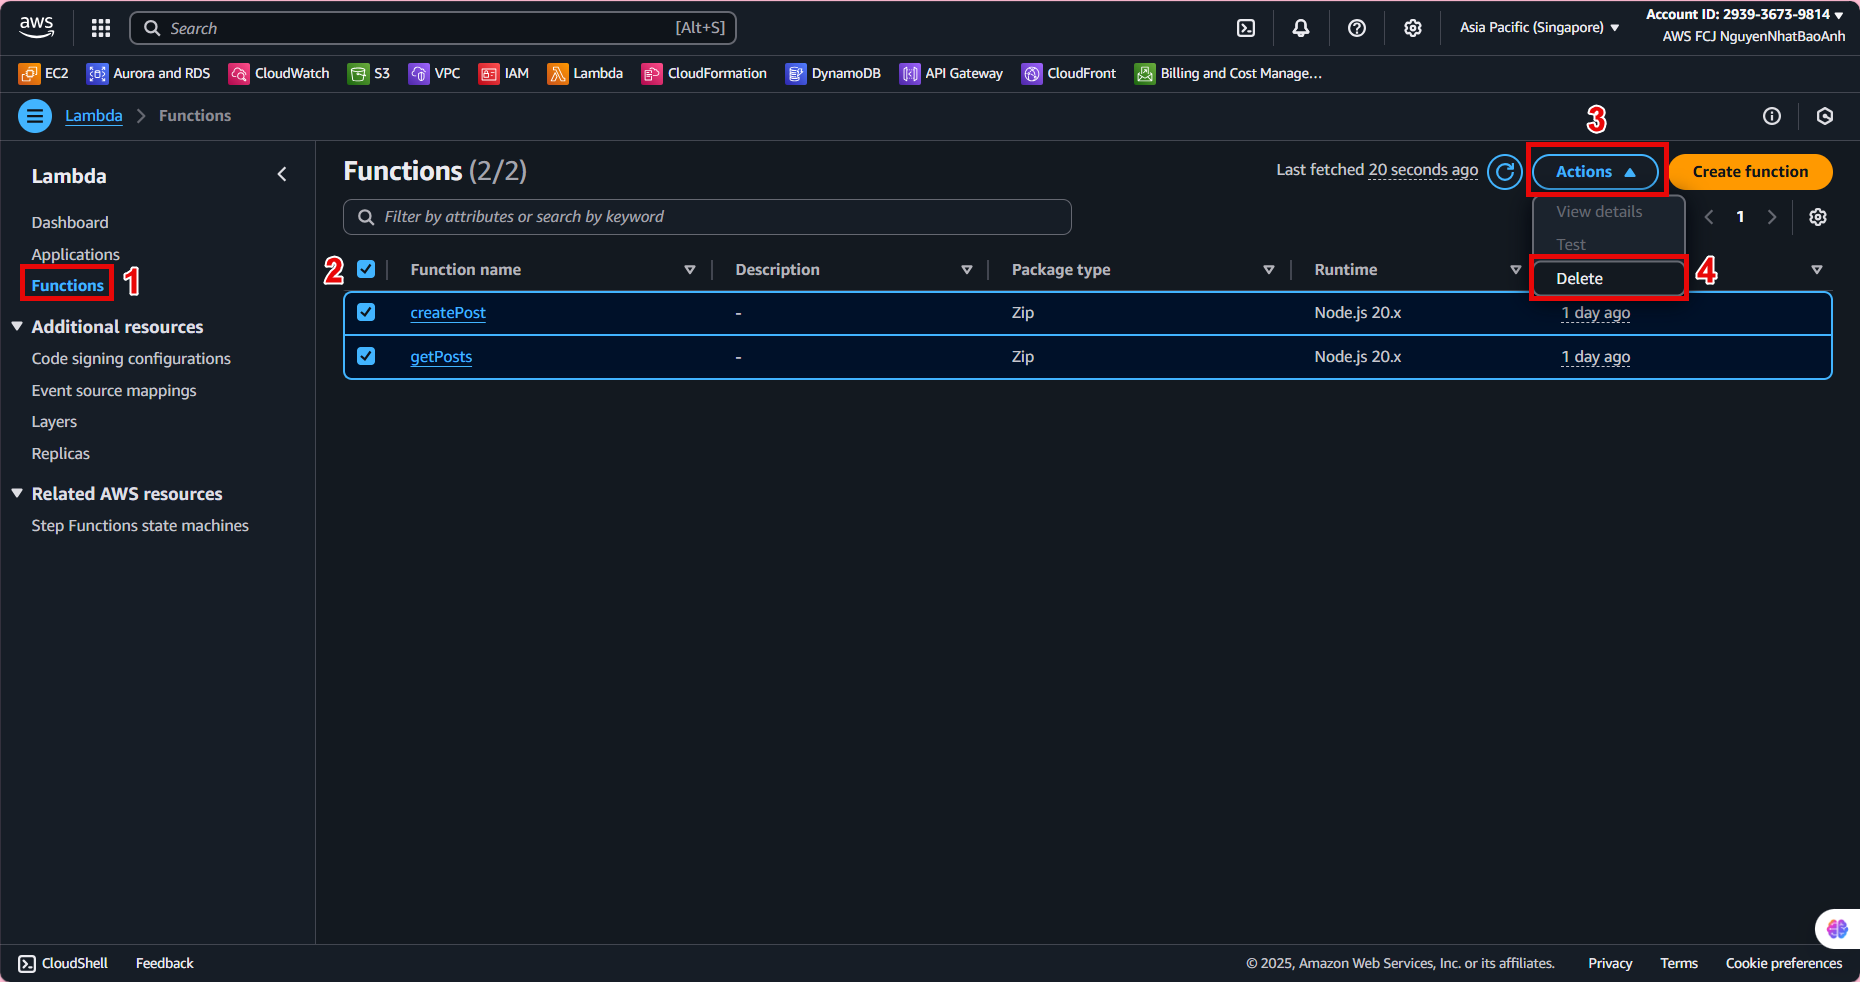 aws
Search [Alt+S]
Asia Pacific (Singapore)
Account ID: 2939-3673-9814
AWS FCJ NguyenNhatBaoAnh
EC2 Aurora and RDS CloudWatch S3 VPC IAM Lambda CloudFormation DynamoDB API Gateway CloudFront Billing and Cost Manage...
Lambda Functions
3
Lambda
Dashboard
Applications
Functions 1
Additional resources
Code signing configurations
Event source mappings
Layers
Replicas
Related AWS resources
Step Functions state machines
Functions (2/2)
Last fetched 20 seconds ago
Actions
Create function
Filter by attributes or search by keyword
View details
Test
Delete 4
1
2 Function name Description Package type Runtime
createPost - Zip Node.js 20.x 1 day ago
getPosts - Zip Node.js 20.x 1 day ago
CloudShell Feedback
© 2025, Amazon Web Services, Inc. or its affiliates. Privacy Terms Cookie preferences